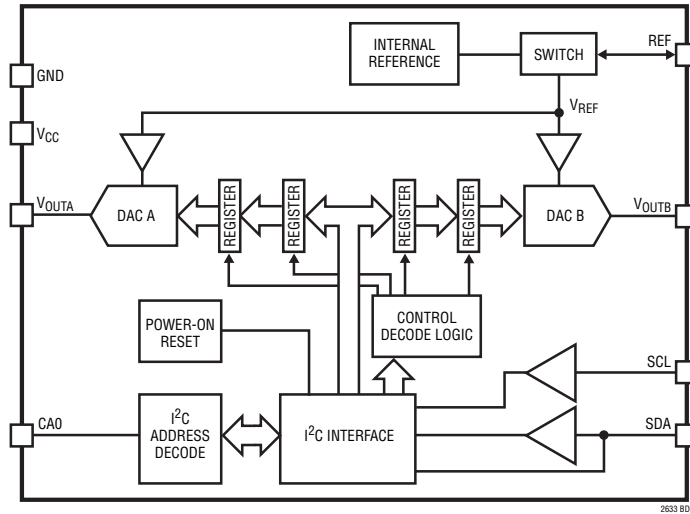 INTERNAL
REFERENCE
SWITCH
REF
GND
VREF
VCC
VOUTA
DAC A
REGISTER
REGISTER
REGISTER
REGISTER
DAC B
VOUTB
POWER-ON
RESET
CONTROL
DECODE LOGIC
SCL
CA0
I2C
ADDRESS
DECODE
I2C INTERFACE
SDA
2633 BD